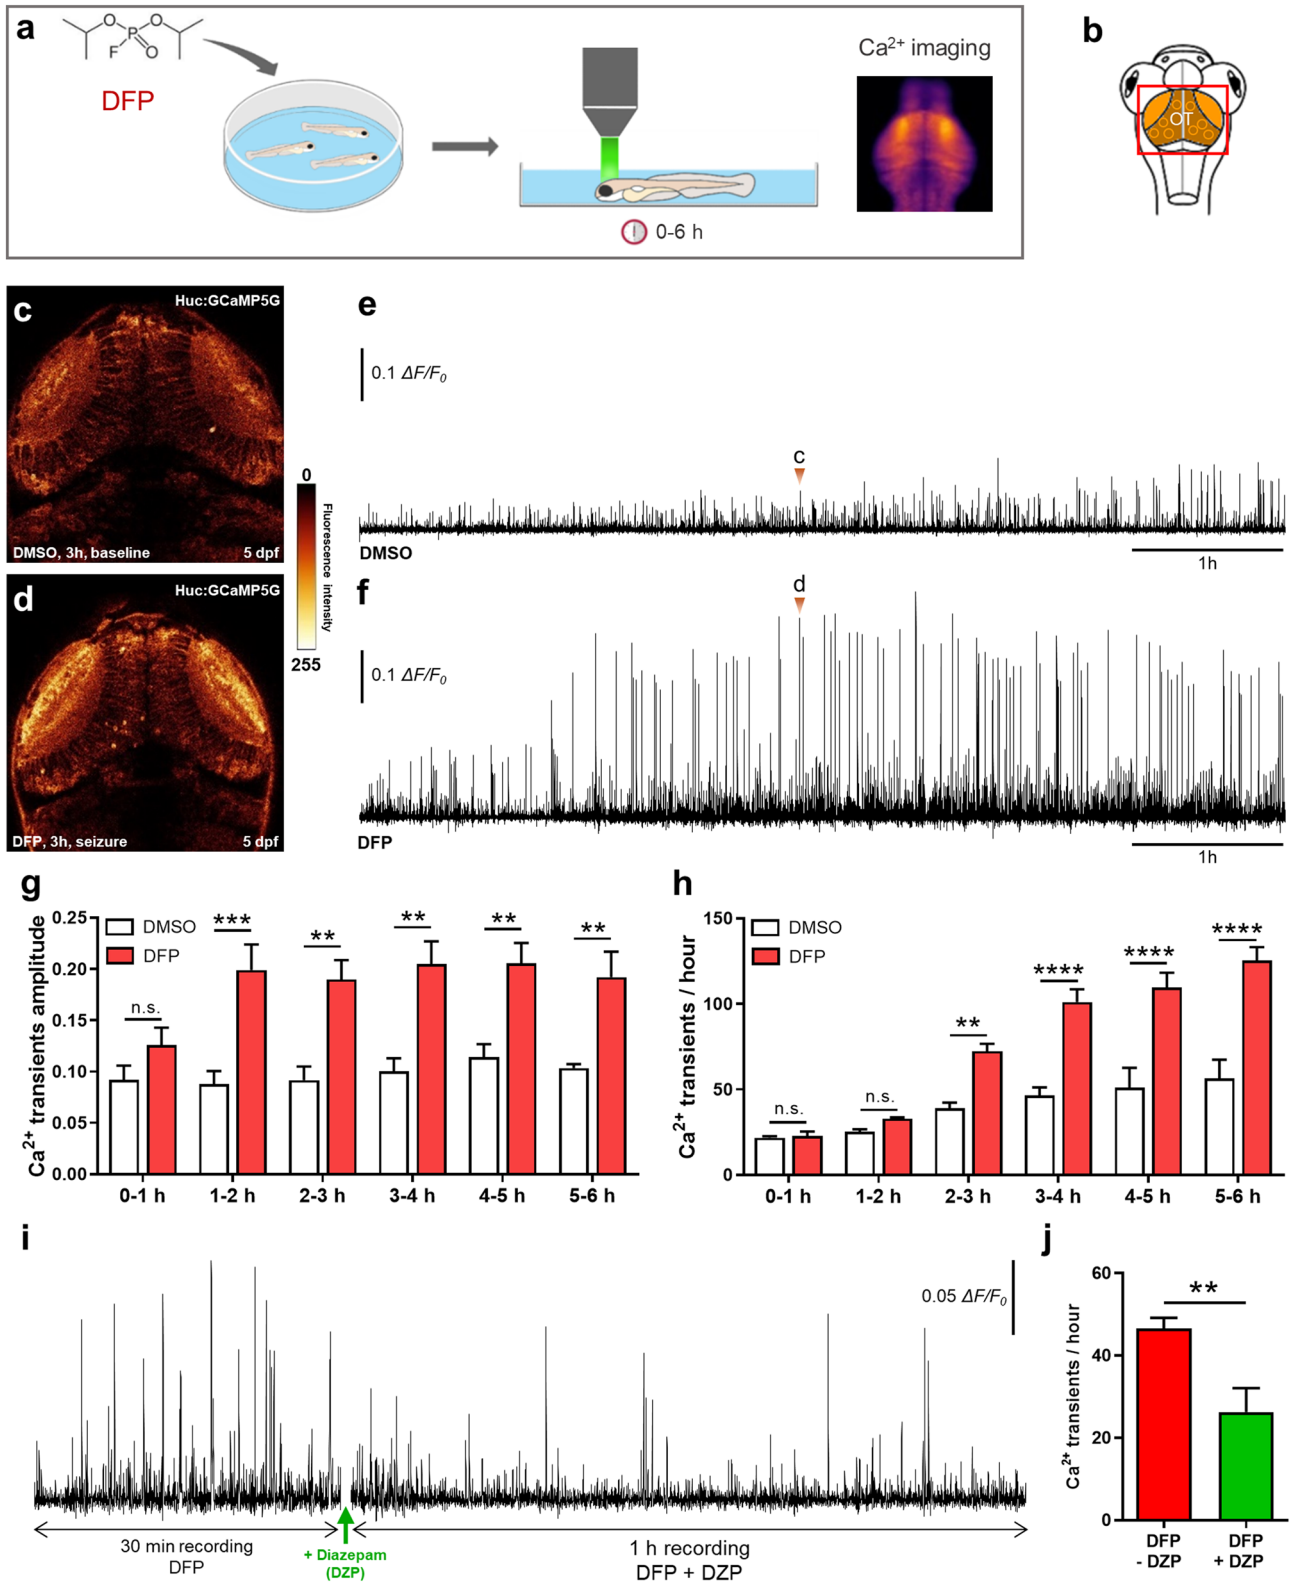 a
O
P
O
F
O
DFP
Ca2+ imaging
0-6 h
b
OT
c
Huc:GCaMP5G
DMSO, 3h, baseline
5 dpf
d
Huc:GCaMP5G
DFP, 3h, seizure
5 dpf
0
Fluorescence intensity
255
e
0.1 ΔF/F0
c
DMSO
1h
f
d
0.1 ΔF/F0
DFP
1h
g
Ca2+ transients amplitude
0.25
0.20
0.15
0.10
0.05
0.00
DMSO
DFP
n.s.
***
**
**
**
**
0-1 h
1-2 h
2-3 h
3-4 h
4-5 h
5-6 h
h
Ca2+ transients / hour
150
100
50
0
DMSO
DFP
n.s.
n.s.
**
****
****
****
0-1 h
1-2 h
2-3 h
3-4 h
4-5 h
5-6 h
i
0.05 ΔF/F0
30 min recording
DFP
+ Diazepam
(DZP)
1 h recording
DFP + DZP
j
Ca2+ transients / hour
60
40
20
0
**
DFP
- DZP
DFP
+ DZP